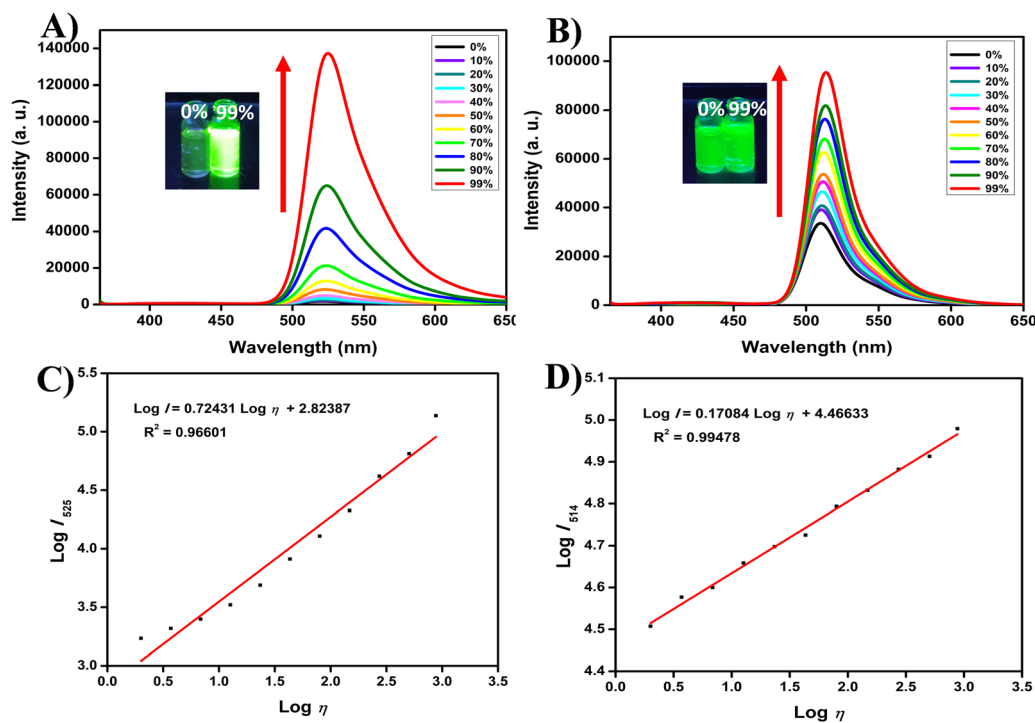 A)
140000
120000
100000
80000
60000
40000
20000
0
Intensity (a. u.)
400 450 500 550 600 650
Wavelength (nm)
0% 99%
0%
10%
20%
30%
40%
50%
60%
70%
80%
90%
99%
B)
100000
80000
60000
40000
20000
0
Intensity (a. u.)
400 450 500 550 600 650
Wavelength (nm)
0% 99%
0%
10%
20%
30%
40%
50%
60%
70%
80%
90%
99%
C)
5.5
5.0
4.5
4.0
3.5
3.0
Log I525
Log I = 0.72431 Log η + 2.82387
R² = 0.96601
0.0 0.5 1.0 1.5 2.0 2.5 3.0 3.5
Log η
D)
5.1
5.0
4.9
4.8
4.7
4.6
4.5
4.4
Log I514
Log I = 0.17084 Log η + 4.46633
R² = 0.99478
0.0 0.5 1.0 1.5 2.0 2.5 3.0 3.5
Log η